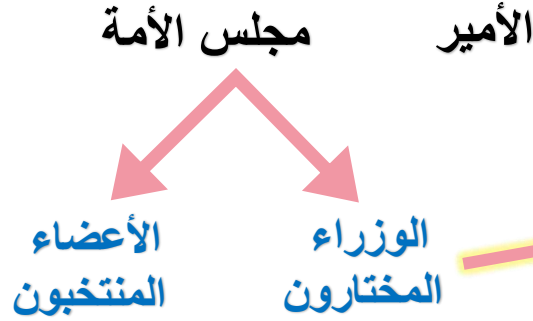 الأمير
مجلس الأمة
الوزراء
المختارون
الأعضاء
المنتخبون